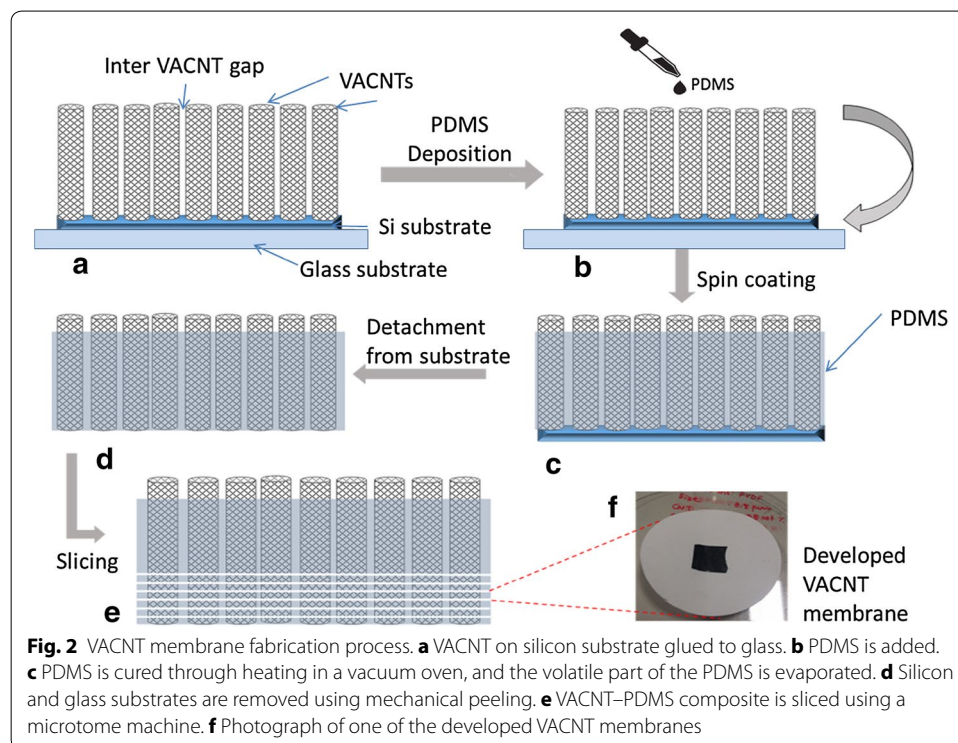 Inter VACNT gap
VACNTs
PDMS
Deposition
PDMS
Si substrate
Glass substrate
a
b
Spin coating
Detachment
from substrate
PDMS
d
c
Slicing
e
f
Developed
VACNT
membrane
Fig. 2 VACNT membrane fabrication process. a VACNT on silicon substrate glued to glass. b PDMS is added.
c PDMS is cured through heating in a vacuum oven, and the volatile part of the PDMS is evaporated. d Silicon
and glass substrates are removed using mechanical peeling. e VACNT–PDMS composite is sliced using a
microtome machine. f Photograph of one of the developed VACNT membranes